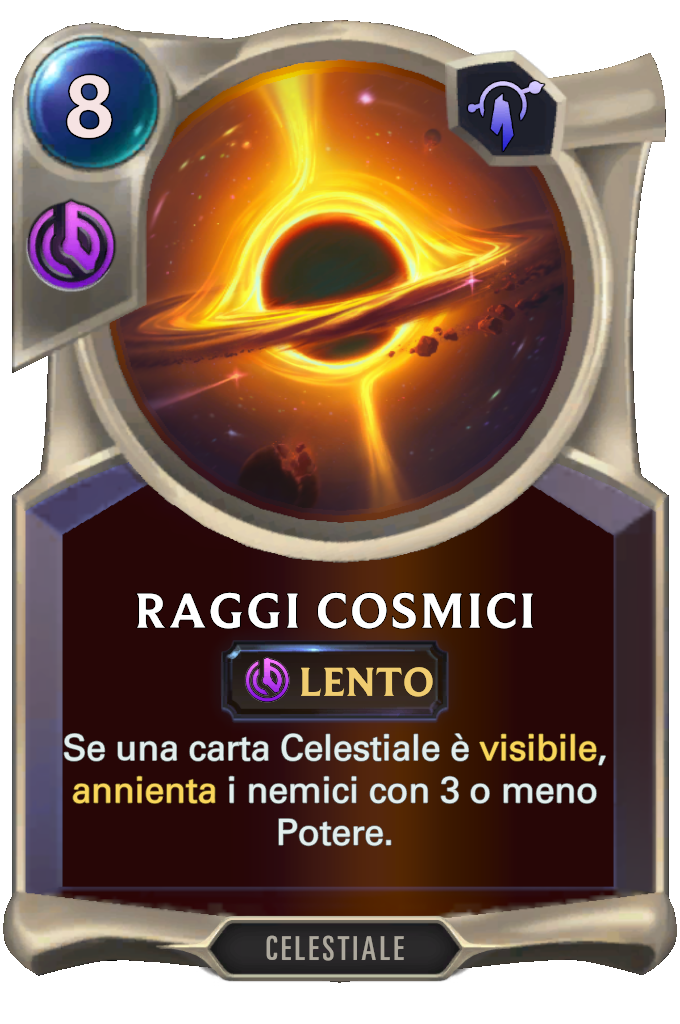 8
RAGGI COSMICI
LENTO
Se una carta Celestiale è visibile,
annienta i nemici con 3 o meno
Potere.
CELESTIALE